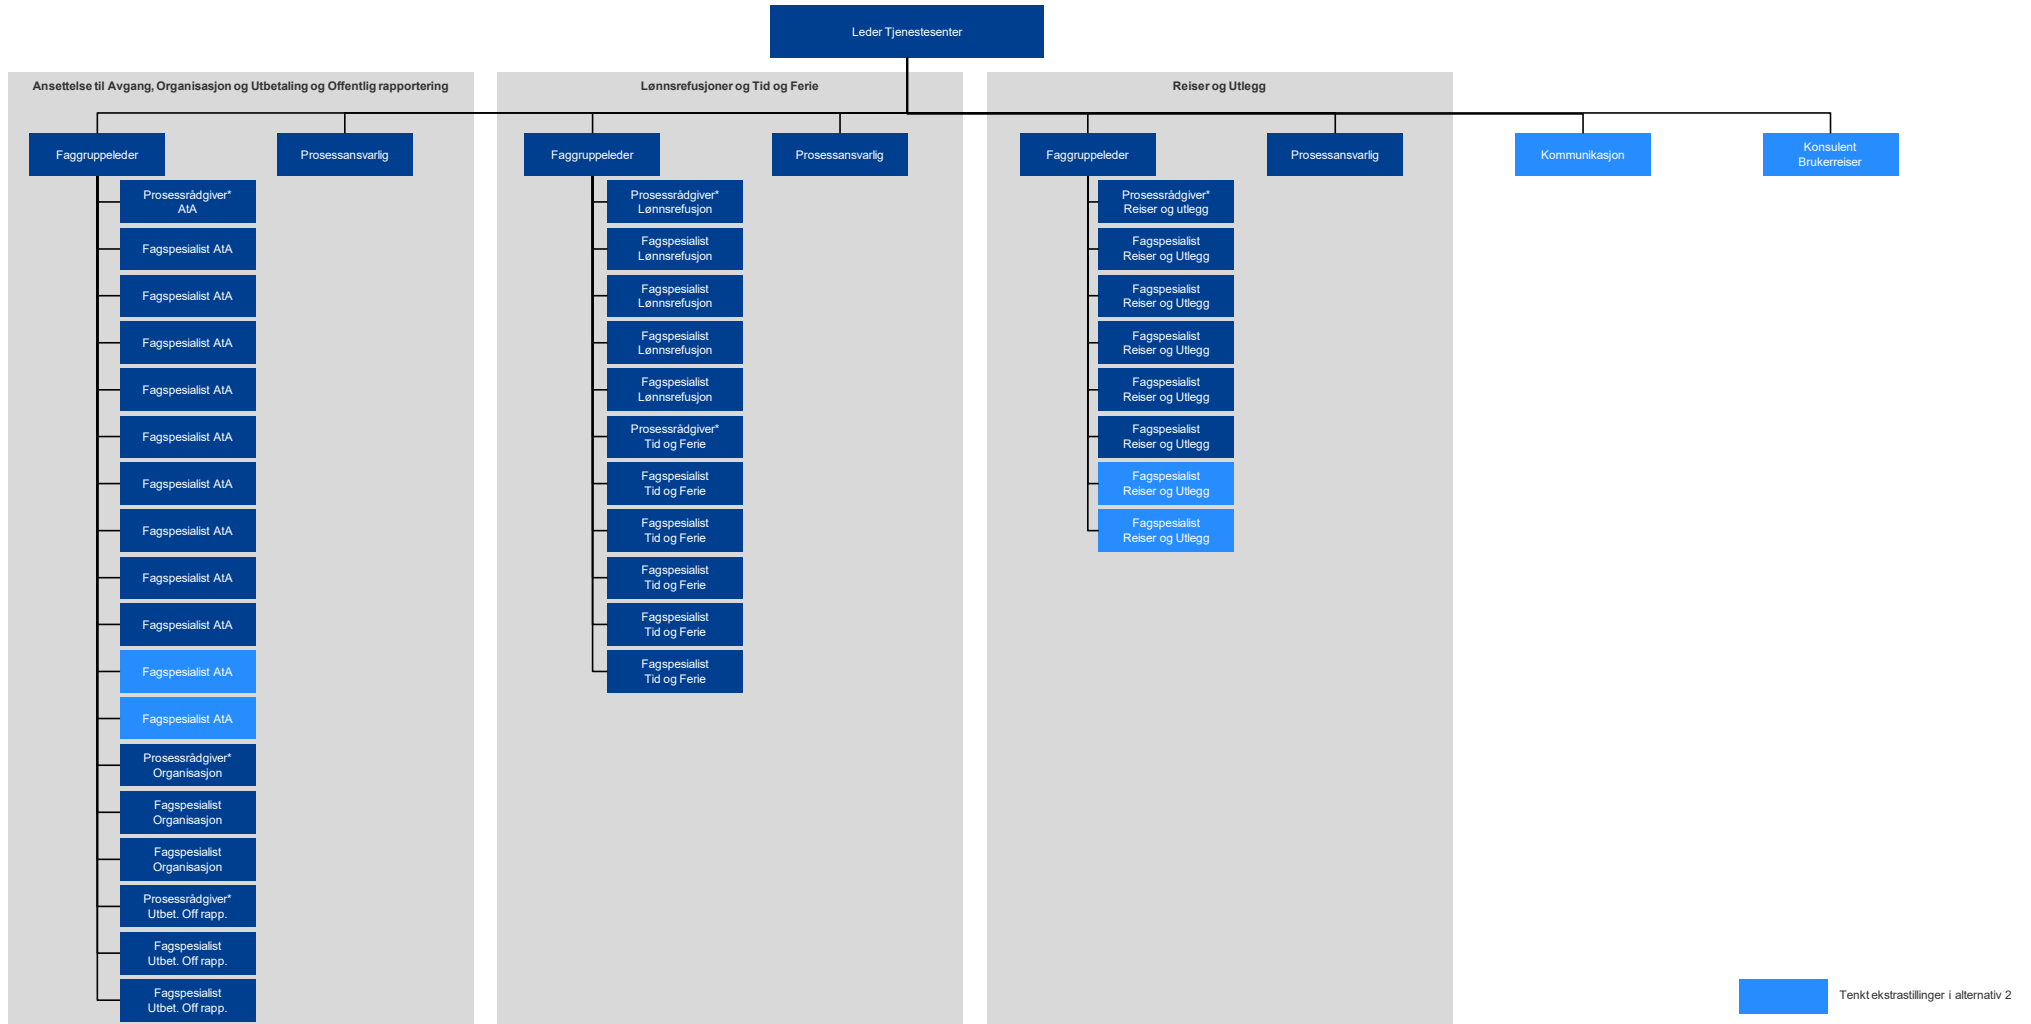 Leder Tjenestesenter
Ansettelse til Avgang, Organisasjon og Utbetaling og Offentlig rapportering
Lønnsrefusjoner og Tid og Ferie
Reiser og Utlegg
Faggruppeleder
Prosessansvarlig
Faggruppeleder
Prosessansvarlig
Faggruppeleder
Prosessansvarlig
Kommunikasjon
Konsulent
Brukerreiser
Prosessrådgiver*
AtA
Fagspesialist AtA
Fagspesialist AtA
Fagspesialist AtA
Fagspesialist AtA
Fagspesialist AtA
Fagspesialist AtA
Fagspesialist AtA
Fagspesialist AtA
Fagspesialist AtA
Fagspesialist AtA
Fagspesialist AtA
Prosessrådgiver*
Organisasjon
Fagspesialist
Organisasjon
Fagspesialist
Organisasjon
Prosessrådgiver*
Utbet. Off rapp.
Fagspesialist
Utbet. Off rapp.
Fagspesialist
Utbet. Off rapp.
Prosessrådgiver*
Lønnsrefusjon
Fagspesialist
Lønnsrefusjon
Fagspesialist
Lønnsrefusjon
Fagspesialist
Lønnsrefusjon
Fagspesialist
Lønnsrefusjon
Prosessrådgiver*
Tid og Ferie
Fagspesialist
Tid og Ferie
Fagspesialist
Tid og Ferie
Fagspesialist
Tid og Ferie
Fagspesialist
Tid og Ferie
Fagspesialist
Tid og Ferie
Prosessrådgiver*
Reiser og utlegg
Fagspesialist
Reiser og Utlegg
Fagspesialist
Reiser og Utlegg
Fagspesialist
Reiser og Utlegg
Fagspesialist
Reiser og Utlegg
Fagspesialist
Reiser og Utlegg
Fagspesialist
Reiser og Utlegg
Fagspesialist
Reiser og Utlegg
Tenkt ekstrastillinger i alternativ 2